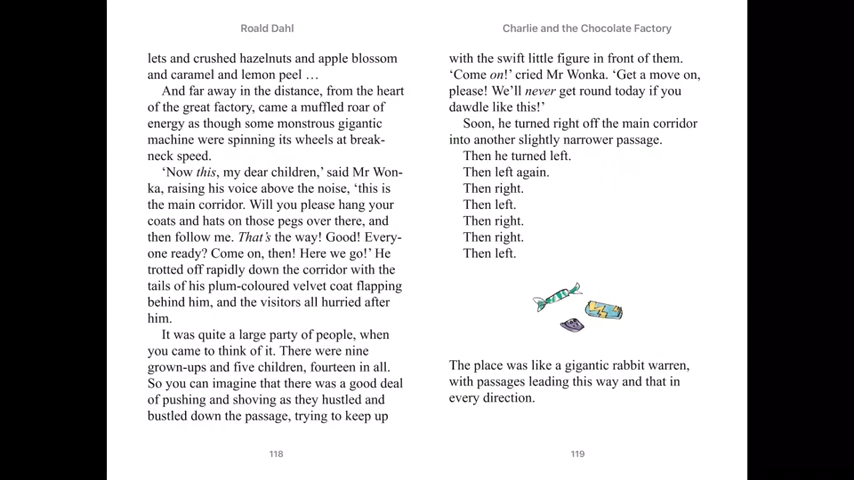 Roald Dahl
lets and crushed hazelnuts and apple blossom
and caramel and lemon peel …
And far away in the distance, from the heart
of the great factory, came a muffled roar of
energy as though some monstrous gigantic
machine were spinning its wheels at break-
neck speed.
‘Now this, my dear children,’ said Mr Won-
ka, raising his voice above the noise, ‘this is
the main corridor. Will you please hang your
coats and hats on those pegs over there, and
then follow me. That’s the way! Good! Every-
one ready? Come on, then! Here we go!’ He
trotted off rapidly down the corridor with the
tails of his plum-coloured velvet coat flapping
behind him, and the visitors all hurried after
him.
It was quite a large party of people, when
you came to think of it. There were nine
grown-ups and five children, fourteen in all.
So you can imagine that there was a good deal
of pushing and shoving as they hustled and
bustled down the passage, trying to keep up
118
Charlie and the Chocolate Factory
with the swift little figure in front of them.
‘Come on!’ cried Mr Wonka. ‘Get a move on,
please! We’ll never get round today if you
dawdle like this!’
Soon, he turned right off the main corridor
into another slightly narrower passage.
Then he turned left.
Then left again.
Then right.
Then left.
Then right.
Then right.
Then left.
The place was like a gigantic rabbit warren,
with passages leading this way and that in
every direction.
119